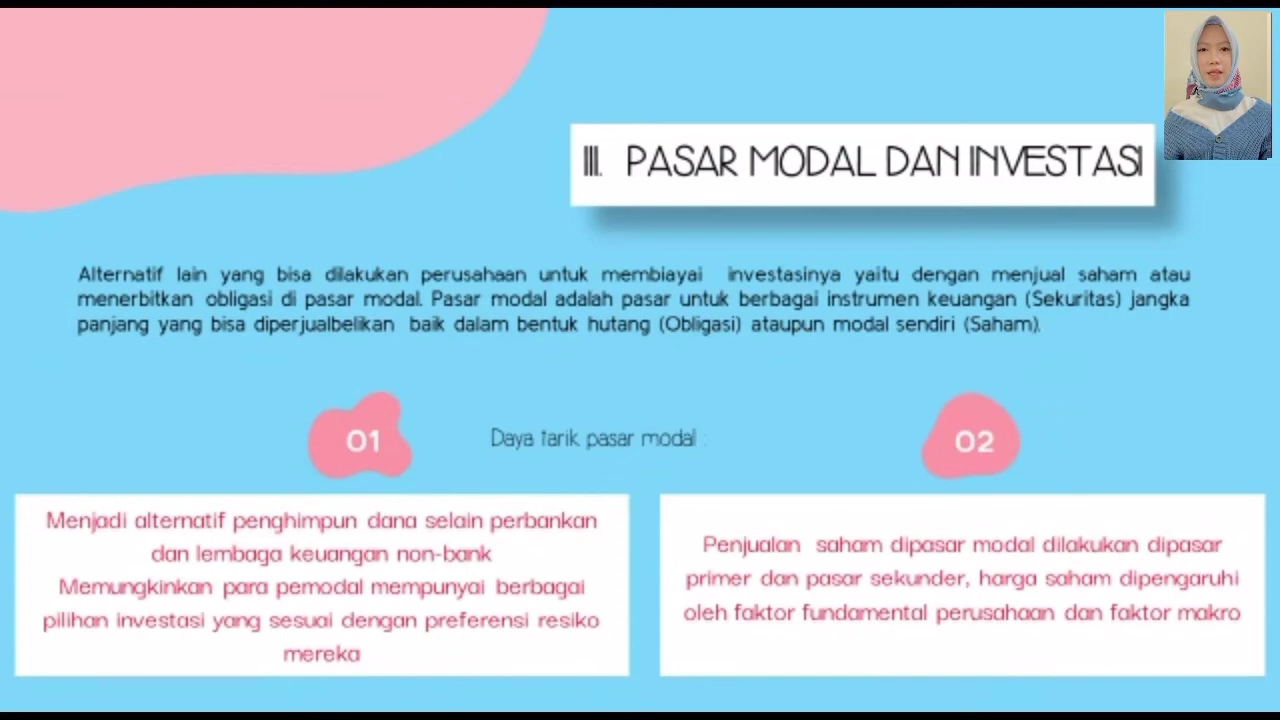 III. PASAR MODAL DAN INVESTASI
Alternatif lain yang bisa dilakukan perusahaan untuk membiayai investasinya yaitu dengan menjual saham atau
menerbitkan obligasi di pasar modal. Pasar modal adalah pasar untuk berbagai instrumen keuangan (Sekuritas) jangka
panjang yang bisa diperjualbelikan baik dalam bentuk hutang (Obligasi) ataupun modal sendiri (Saham).
Daya tarik pasar modal :
01
Menjadi alternatif penghimpun dana selain perbankan
dan lembaga keuangan non-bank
Memungkinkan para pemodal mempunyai berbagai
pilihan investasi yang sesuai dengan preferensi resiko
mereka
02
Penjualan saham dipasar modal dilakukan dipasar
primer dan pasar sekunder, harga saham dipengaruhi
oleh faktor fundamental perusahaan dan faktor makro